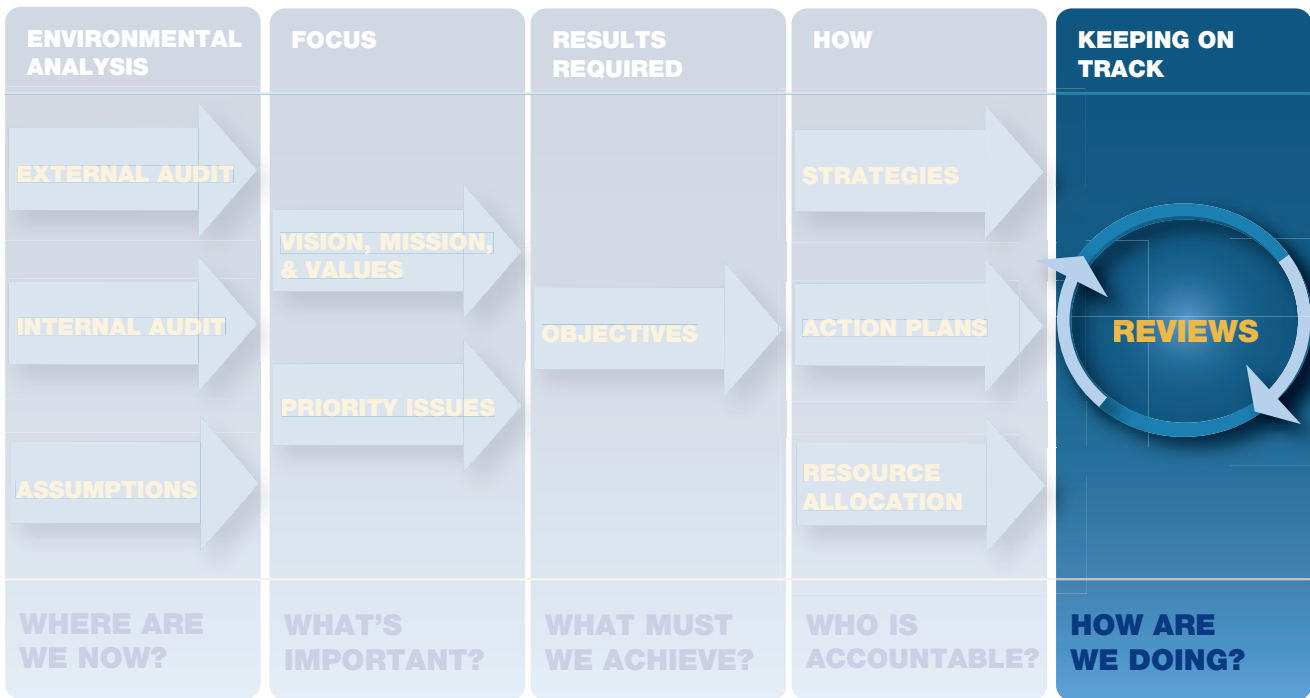 ENVIRONMENTAL
ANALYSIS
EXTERNAL AUDIT
INTERNAL AUDIT
ASSUMPTIONS
WHERE ARE
WE NOW?
FOCUS
VISION, MISSION,
& VALUES
PRIORITY ISSUES
WHAT'S
IMPORTANT?
RESULTS
REQUIRED
OBJECTIVES
WHAT MUST
WE ACHIEVE?
HOW
STRATEGIES
ACTION PLANS
RESOURCE
ALLOCATION
WHO IS
ACCOUNTABLE?
KEEPING ON
TRACK
REVIEWS
HOW ARE
WE DOING?